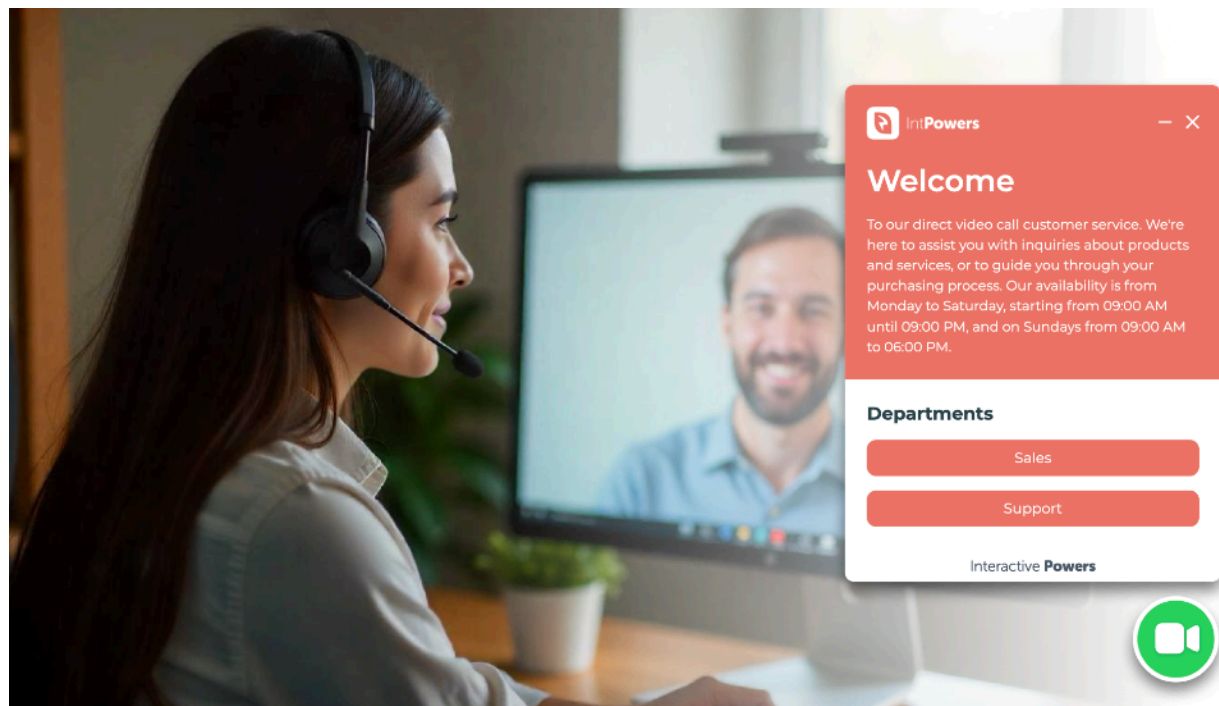 IntPowers
Welcome
To our direct video call customer service. We're
here to assist you with inquiries about products
and services, or to guide you through your
purchasing process. Our availability is from
Monday to Saturday, starting from 09:00 AM
until 09:00 PM, and on Sundays from 09:00 AM
to 06:00 PM.
Departments
Sales
Support
Interactive Powers